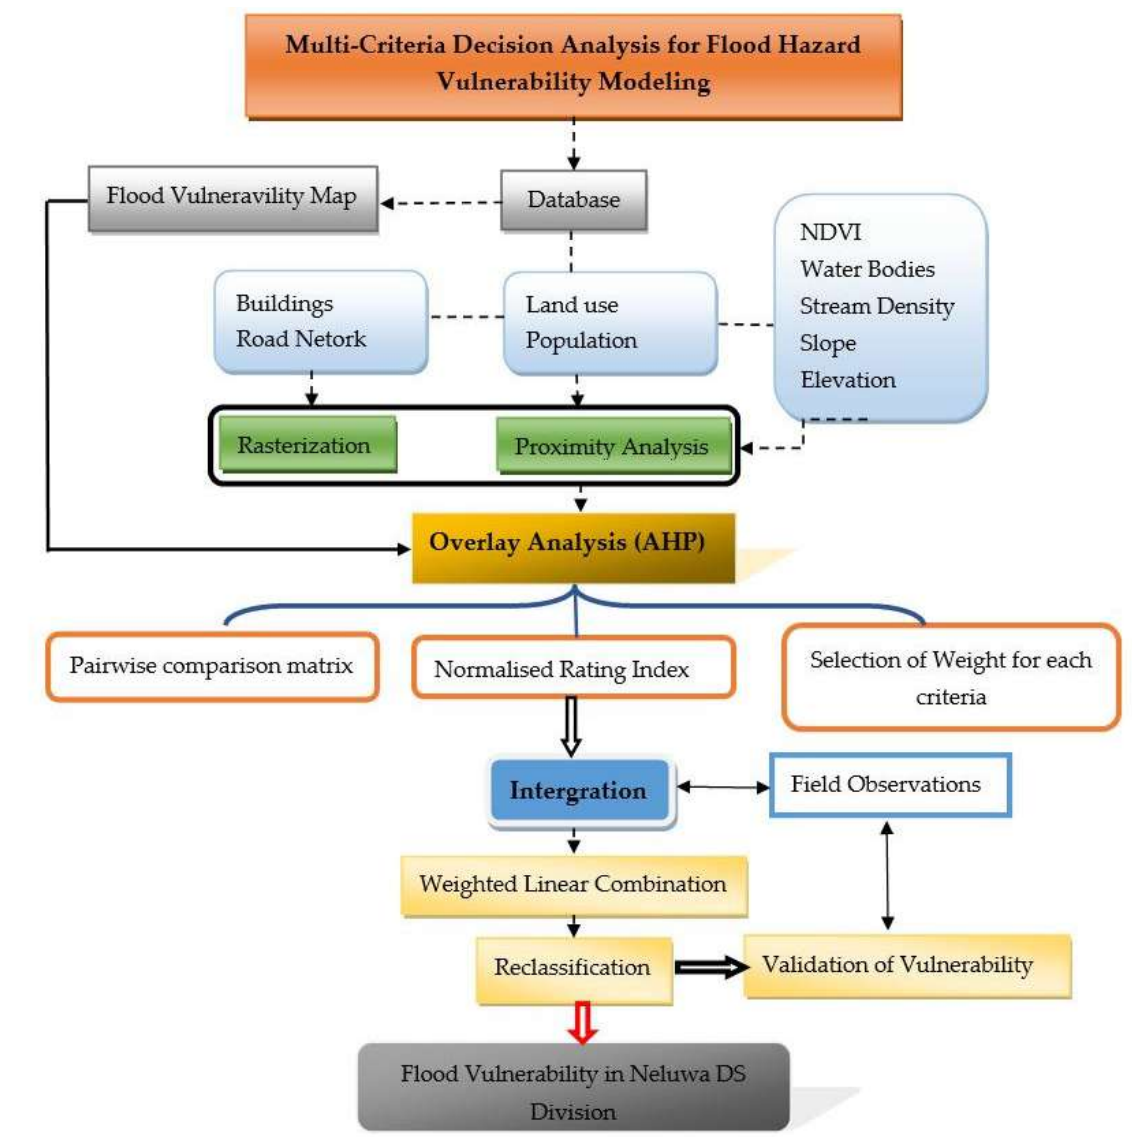 Multi-Criteria Decision Analysis for Flood Hazard
Vulnerability Modeling
Flood Vulneravility Map
Database
NDVI
Water Bodies
Stream Density
Slope
Elevation
Buildings
Road Netork
Land use
Population
Rasterization
Proximity Analysis
Overlay Analysis (AHP)
Pairwise comparison matrix
Normalised Rating Index
Selection of Weight for each
criteria
Intergration
Field Observations
Weighted Linear Combination
Reclassification
Validation of Vulnerability
Flood Vulnerability in Neluwa DS
Division